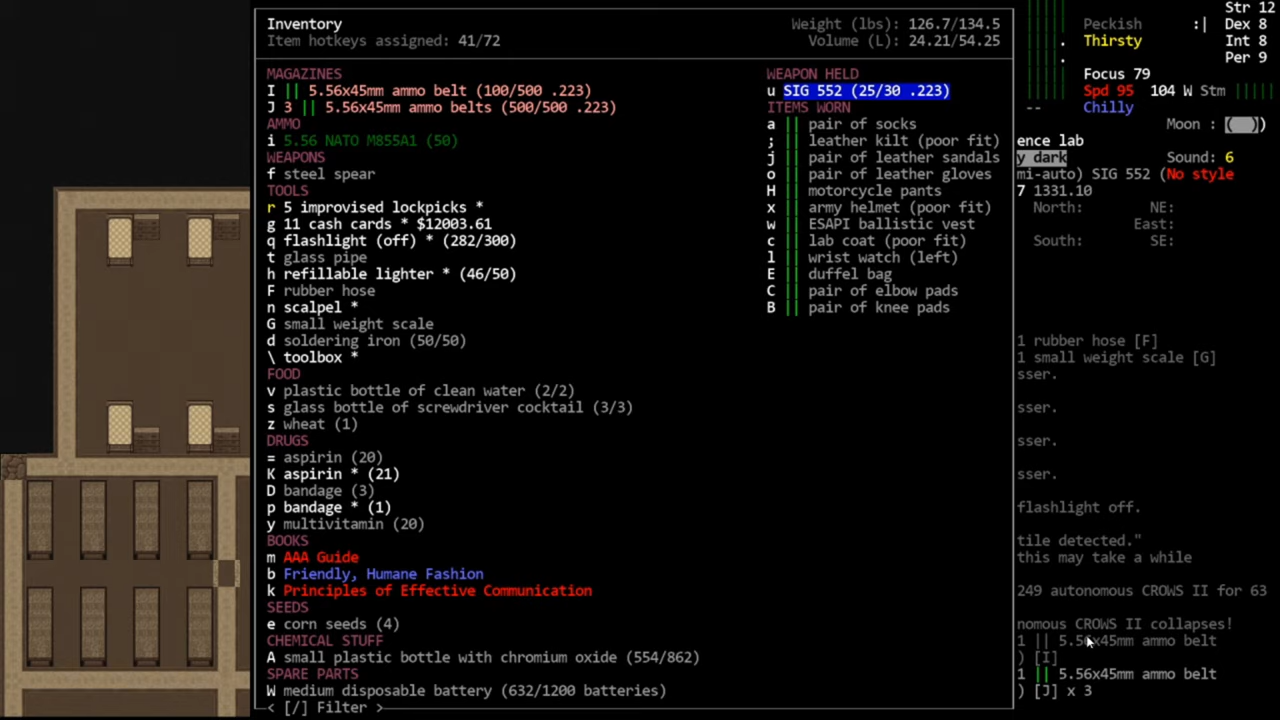 Inventory
Item hotkeys assigned: 41/72
Weight (lbs): 126.7/134.5
Volume (L): 24.21/54.25
MAGAZINES
I || 5.56x45mm ammo belt (100/500 .223)
J 3 || 5.56x45mm ammo belts (500/500 .223)
AMMO
i 5.56 NATO M855A1 (50)
WEAPONS
f steel spear
TOOLS
r 5 improvised lockpicks *
g 11 cash cards * $12003.61
q flashlight (off) * (282/300)
t glass pipe
h refillable lighter * (46/50)
F rubber hose
n scalpel *
G small weight scale
d soldering iron (50/50)
\ toolbox *
FOOD
v plastic bottle of clean water (2/2)
s glass bottle of screwdriver cocktail (3/3)
z wheat (1)
DRUGS
= aspirin (20)
K aspirin * (21)
D bandage (3)
p bandage * (1)
y multivitamin (20)
BOOKS
m AAA Guide
b Friendly, Humane Fashion
k Principles of Effective Communication
SEEDS
e corn seeds (4)
CHEMICAL STUFF
A small plastic bottle with chromium oxide (554/862)
SPARE PARTS
W medium disposable battery (632/1200 batteries)
< [/] Filter >
WEAPON HELD
u SIG 552 (25/30 .223)
ITEMS WORN
a || pair of socks
; || leather kilt (poor fit)
j || pair of leather sandals
o || pair of leather gloves
H || motorcycle pants
x || army helmet (poor fit)
w || ESAPI ballistic vest
c || lab coat (poor fit)
l || wrist watch (left)
E || duffel bag
C || pair of elbow pads
B || pair of knee pads
||||| Str 12
||||| Peckish :| Dex 8
||||. Thirsty Int 8
||||. Per 9
||||| Focus 79
||||| Spd 95 104 W Stm |||||
-- Chilly
Moon : ( )
ence lab
y dark Sound: 6
mi-auto) SIG 552 (No style
7 1331.10
North: NE:
East:
South: SE:
1 rubber hose [F]
1 small weight scale [G]
sser.
sser.
sser.
sser.
flashlight off.
tile detected."
this may take a while
249 autonomous CROWS II for 63
nomous CROWS II collapses!
1 || 5.56x45mm ammo belt
) [I]
1 || 5.56x45mm ammo belt
) [J] x 3